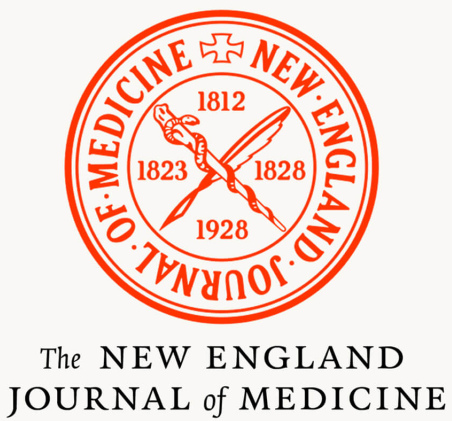 NEW · ENGLAND · JOURNAL · OF · MEDICINE
1812
1823 1828
1928
The NEW ENGLAND
JOURNAL of MEDICINE